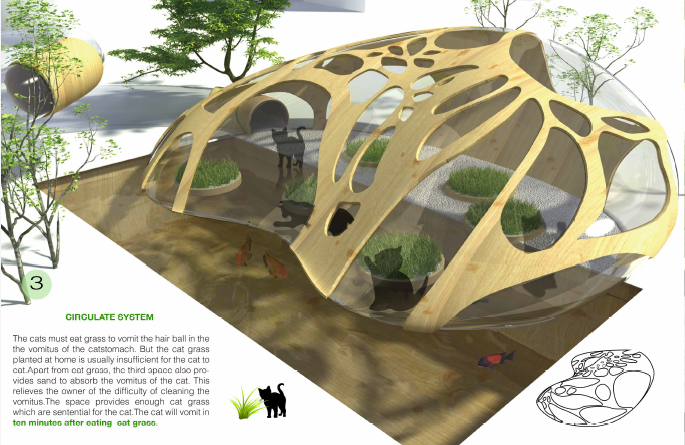 3
CIRCULATE SYSTEM
The cats must eat grass to vomit the hair ball in the
the vomitus of the catstomach. But the cat grass
planted at home is usually insufficient for the cat to
eat.Apart from cat grass, the third space also pro-
vides sand to absorb the vomitus of the cat. This
relieves the owner of the difficulty of cleaning the
vomitus.The space provides enough cat grass
which are sentential for the cat.The cat will vomit in
ten minutes after eating cat grass.